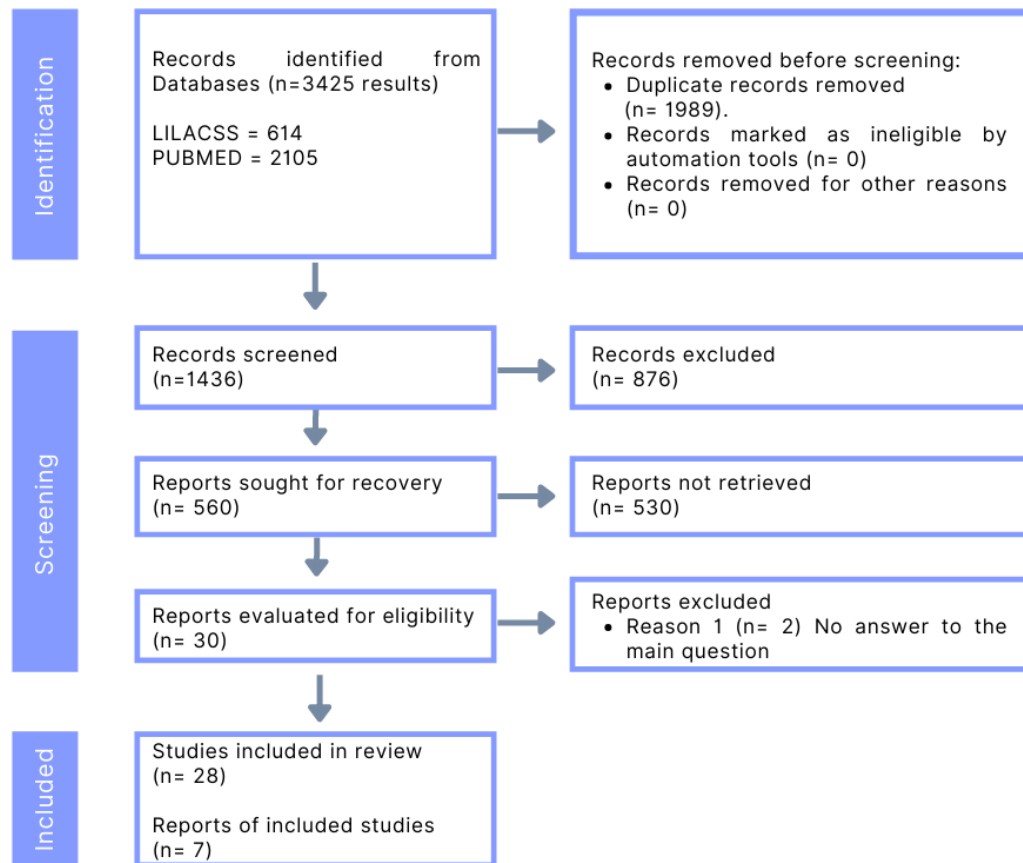 Identification
Records identified from
Databases (n=3425 results)
LILACSS = 614
PUBMED = 2105
Records removed before screening:
• Duplicate records removed
(n= 1989).
• Records marked as ineligible by
automation tools (n= 0)
• Records removed for other reasons
(n= 0)
Screening
Records screened
(n=1436)
Records excluded
(n= 876)
Reports sought for recovery
(n= 560)
Reports not retrieved
(n= 530)
Reports evaluated for eligibility
(n= 30)
Reports excluded
• Reason 1 (n= 2) No answer to the
main question
Included
Studies included in review
(n= 28)
Reports of included studies
(n= 7)